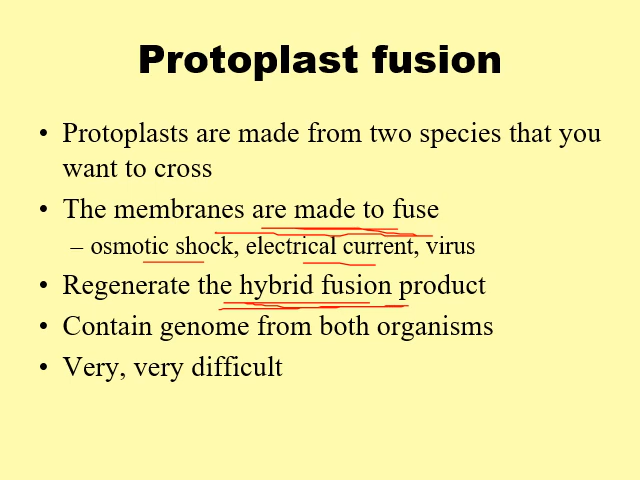 Protoplast fusion
• Protoplasts are made from two species that you
want to cross
• The membranes are made to fuse
– osmotic shock, electrical current, virus
• Regenerate the hybrid fusion product
• Contain genome from both organisms
• Very, very difficult